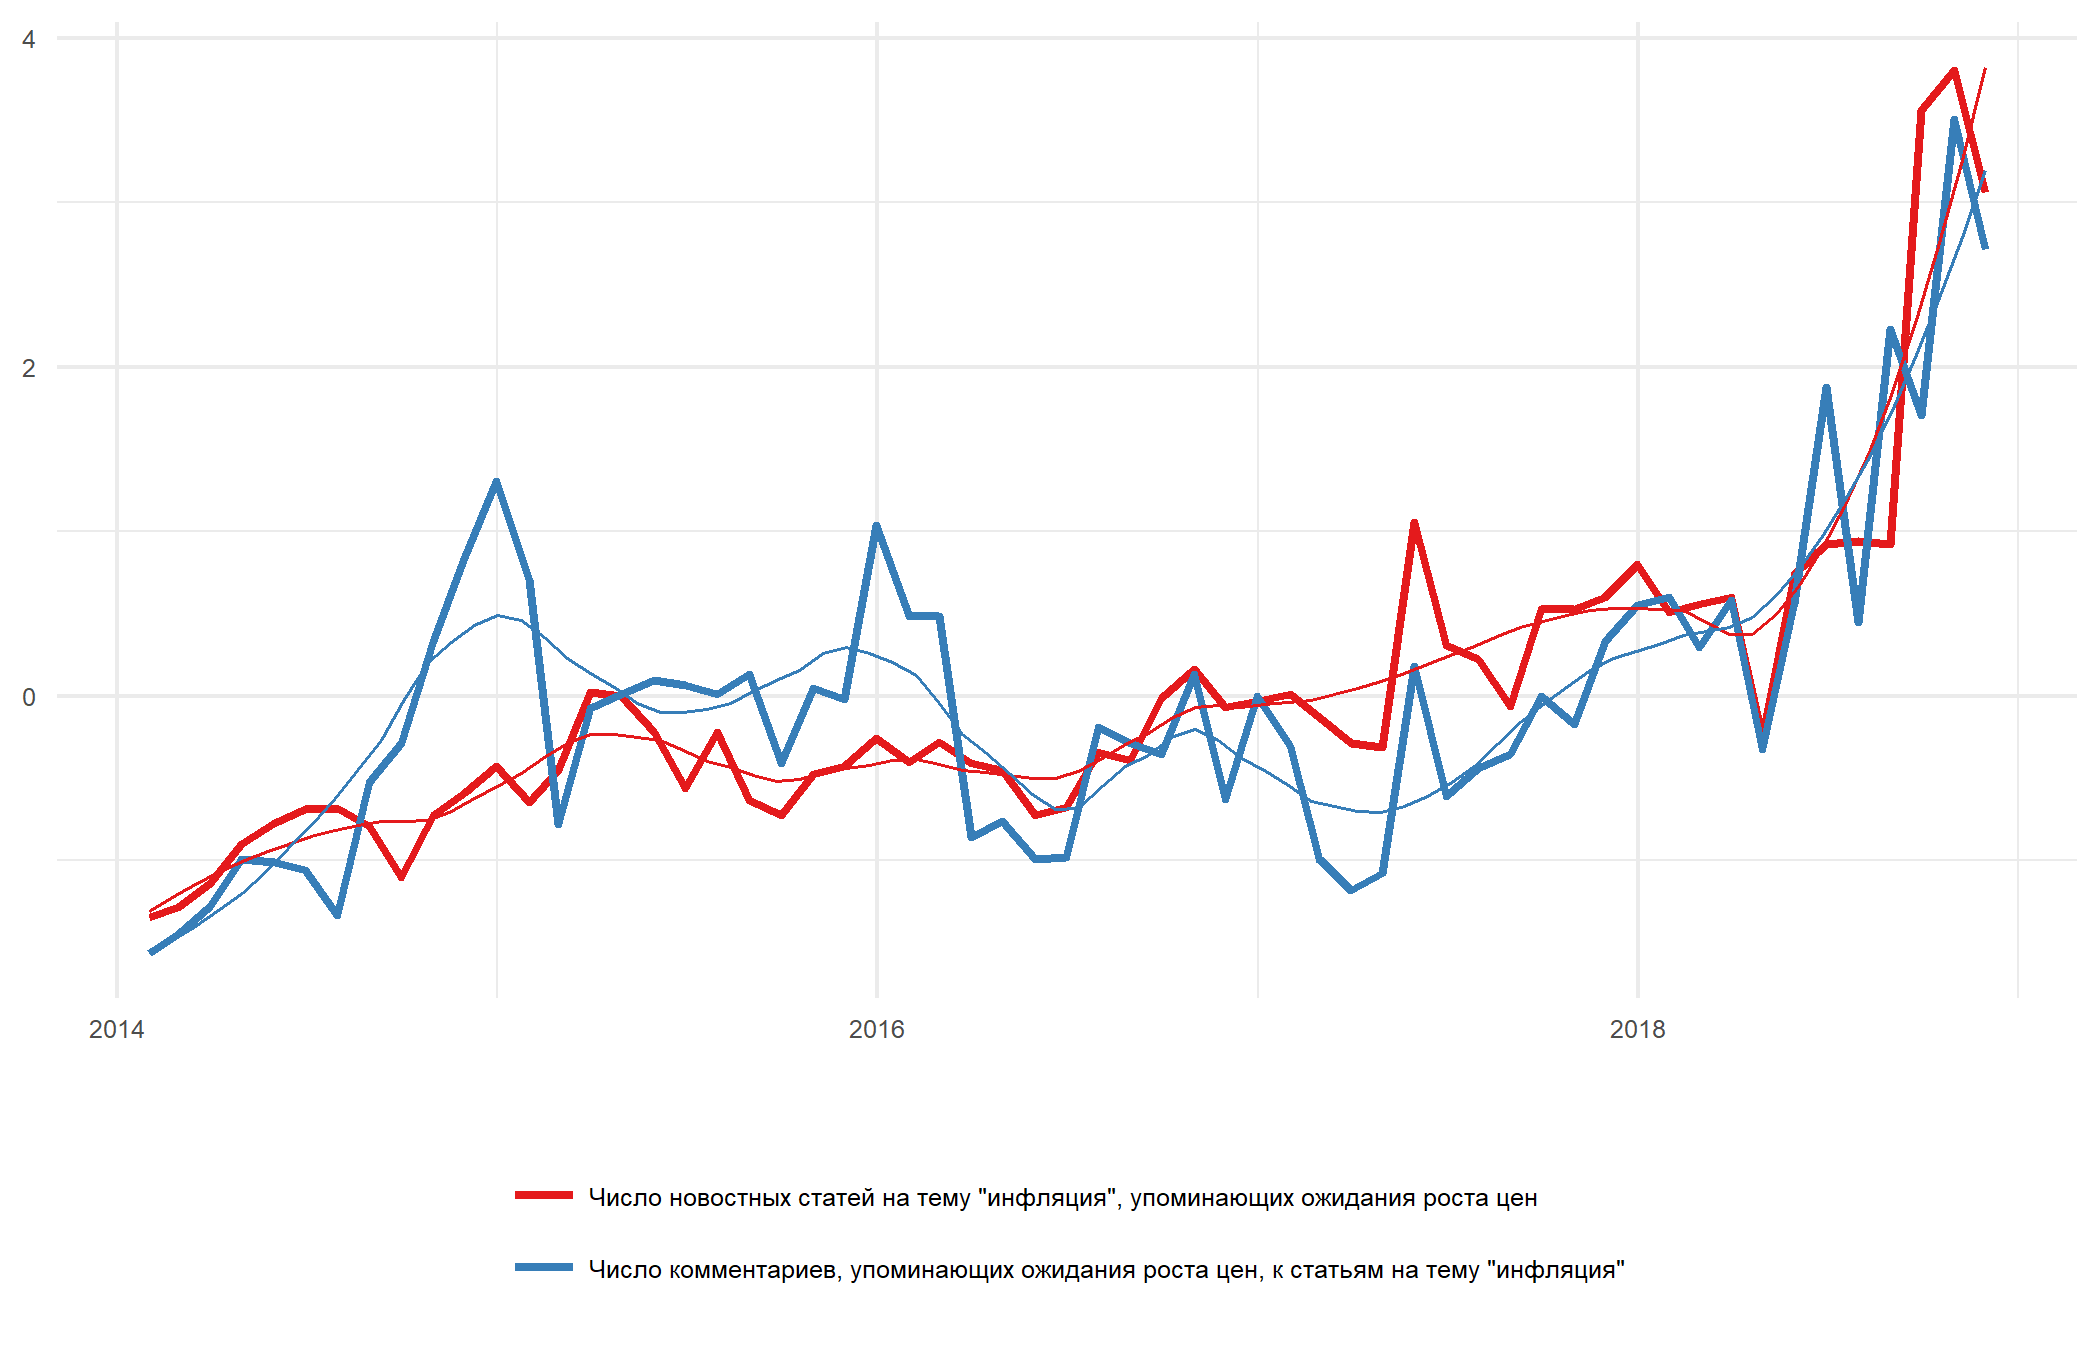 4
2
0
2014 2016 2018
Число новостных статей на тему "инфляция", упоминающих ожидания роста цен
Число комментариев, упоминающих ожидания роста цен, к статьям на тему "инфляция"